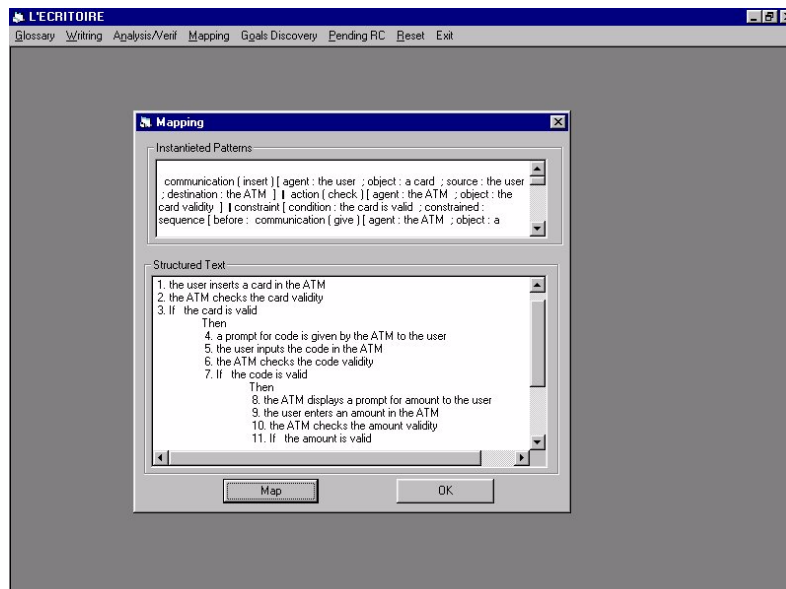 L'ECRITOIRE
Glossary Writring Analysis/Verif Mapping Goals Discovery Pending RC Reset Exit
Mapping
Instantieted Patterns
communication ( insert ) [ agent : the user ; object : a card ; source : the user
; destination : the ATM ] | action ( check ) [ agent : the ATM ; object : the
card validity ] | constraint [ condition : the card is valid ; constrained :
sequence [ before : communication ( give ) [ agent : the ATM ; object : a
Structured Text
1. the user inserts a card in the ATM
2. the ATM checks the card validity
3. If the card is valid
Then
4. a prompt for code is given by the ATM to the user
5. the user inputs the code in the ATM
6. the ATM checks the code validity
7. If the code is valid
Then
8. the ATM displays a prompt for amount to the user
9. the user enters an amount in the ATM
10. the ATM checks the amount validity
11. If the amount is valid
Map OK